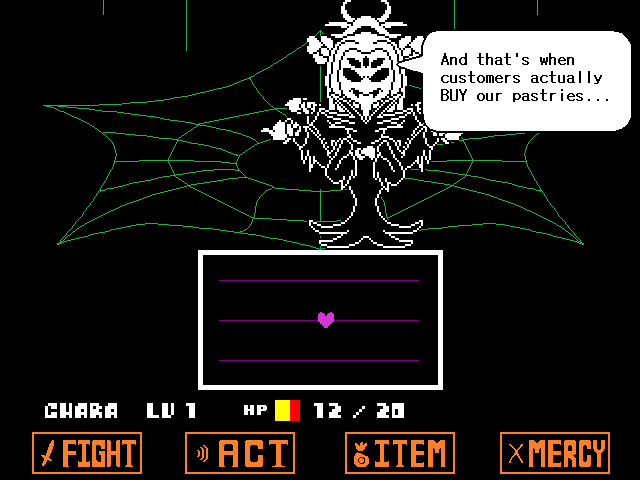 And that's when
customers actually
BUY our pastries...
CHARA LV 1 HP 12 / 20
FIGHT ACT ITEM MERCY